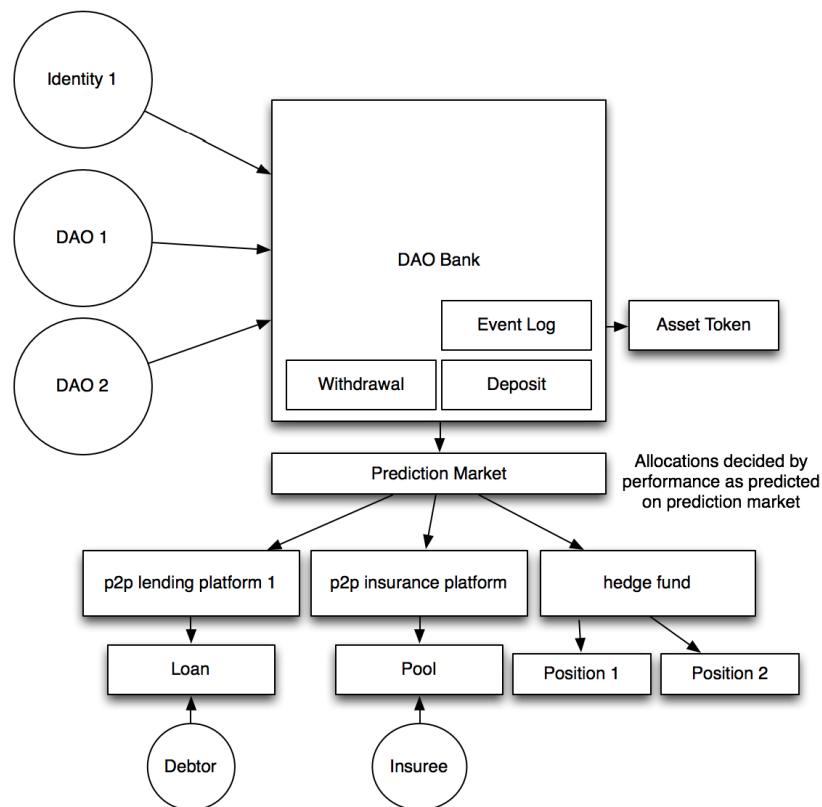 Identity 1
DAO 1
DAO 2
DAO Bank
Event Log
Withdrawal
Deposit
Asset Token
Prediction Market
Allocations decided by
performance as predicted
on prediction market
p2p lending platform 1
p2p insurance platform
hedge fund
Loan
Pool
Position 1
Position 2
Debtor
Insuree